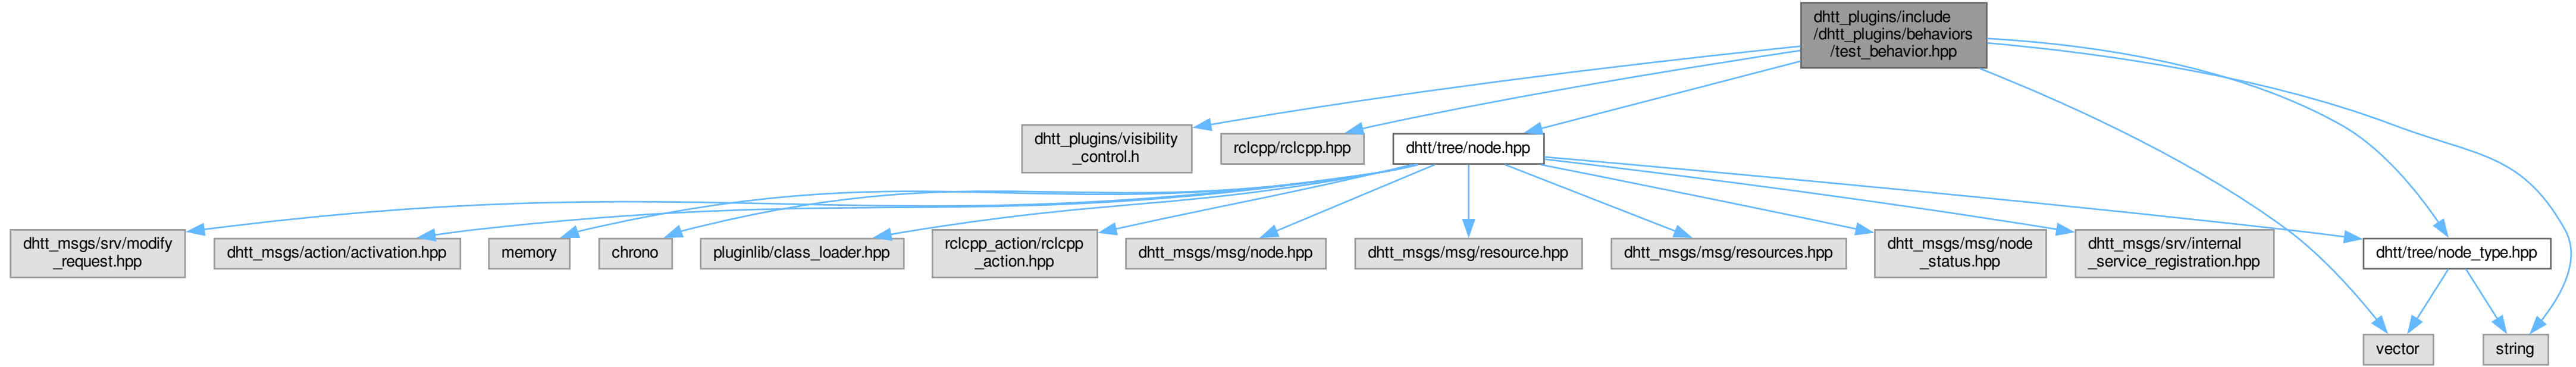 dhtt_plugins/include
/dhtt_plugins/behaviors
/test_behavior.hpp
dhtt_plugins/visibility
_control.h
rclcpp/rclcpp.hpp
dhtt/tree/node.hpp
dhtt_msgs/srv/modify
_request.hpp
dhtt_msgs/action/activation.hpp
memory
chrono
pluginlib/class_loader.hpp
rclcpp_action/rclcpp
_action.hpp
dhtt_msgs/msg/node.hpp
dhtt_msgs/msg/resource.hpp
dhtt_msgs/msg/resources.hpp
dhtt_msgs/msg/node
_status.hpp
dhtt_msgs/srv/internal
_service_registration.hpp
dhtt/tree/node_type.hpp
vector
string